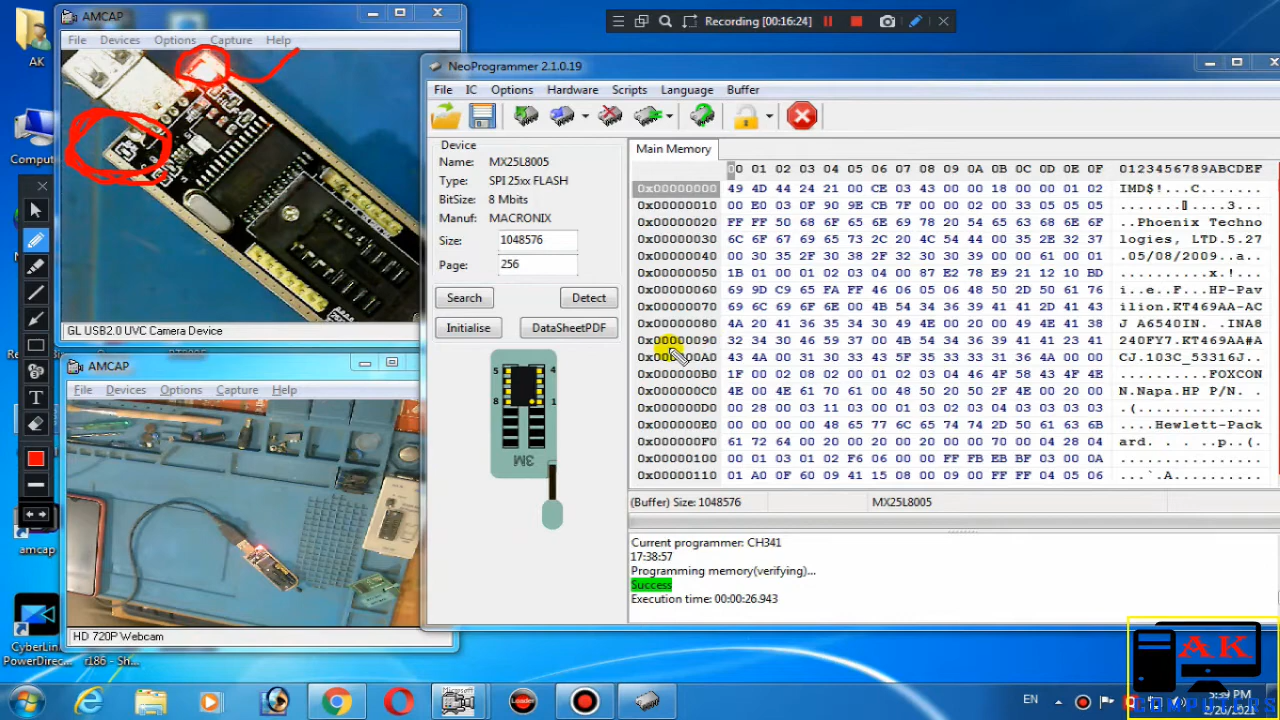 AK
Comput
amcap
CyberLink
PowerDirec...
r186 - Sh...
AMCAP
File Devices Options Capture Help
GL USB2.0 UVC Camera Device
AMCAP
File Devices Options Capture Help
HD 720P Webcam
Recording [00:16:24]
NeoProgrammer 2.1.0.19
File IC Options Hardware Scripts Language Buffer
Device
Name: MX25L8005
Type: SPI 25xx FLASH
BitSize: 8 Mbits
Manuf: MACRONIX
Size: 1048576
Page: 256
Search Detect
Initialise DataSheetPDF
5 4
8 1
3M
Main Memory
00 01 02 03 04 05 06 07 08 09 0A 0B 0C 0D 0E 0F 0123456789ABCDEF
0x00000000 49 4D 44 24 21 00 CE 03 43 00 00 18 00 00 01 02 IMD$!...C.......
0x00000010 00 E0 03 0F 90 9E CB 7F 00 00 02 00 33 05 05 05
0x00000020 FF FF 50 68 6F 65 6E 69 78 20 54 65 63 68 6E 6F ..Phoenix Techno
0x00000030 6C 6F 67 69 65 73 2C 20 4C 54 44 00 35 2E 32 37 logies, LTD.5.27
0x00000040 00 30 35 2F 30 38 2F 32 30 30 39 00 00 61 00 01 .05/08/2009..a..
0x00000050 1B 01 00 01 02 03 04 00 87 E2 78 E9 21 12 10 BD ..........x.!...
0x00000060 69 9D C9 65 FA FF 46 06 05 06 48 50 2D 50 61 76 i..e..F...HP-Pav
0x00000070 69 6C 69 6F 6E 00 4B 54 34 36 39 41 41 2D 41 43 ilion.KT469AA-AC
0x00000080 4A 20 41 36 35 34 30 49 4E 00 20 00 49 4E 41 38 J A6540IN. .INA8
0x00000090 32 34 30 46 59 37 00 4B 54 34 36 39 41 41 23 41 240FY7.KT469AA#A
43 4A 00 31 30 33 43 5F 35 33 33 31 36 4A 00 00 CJ.103C_53316J..
0x000000B0 1F 00 02 08 02 00 01 02 03 04 46 4F 58 43 4F 4E ..........FOXCON
0x000000C0 4E 00 4E 61 70 61 00 48 50 20 50 2F 4E 00 20 00 N.Napa.HP P/N. .
0x000000D0 00 28 00 03 11 03 00 01 03 02 03 04 03 03 03 03 .(..............
0x000000E0 00 00 00 00 48 65 77 6C 65 74 74 2D 50 61 63 6B ....Hewlett-Pack
0x000000F0 61 72 64 00 20 00 20 00 20 00 00 70 00 04 28 04 ard. . . ..p..(.
0x00000100 00 01 03 01 02 F6 06 00 00 FF FB EB BF 03 00 0A
0x00000110 01 A0 0F 60 09 41 15 08 00 09 00 FF FF 04 05 06 ...`.A..........
(Buffer) Size: 1048576 MX25L8005
Current programmer: CH341
17:38:57
Programming memory(verifying)...
Success
Execution time: 00:00:26.943
AK
COMPUTERS
Loader
EN
5:39 PM
2/26/2021